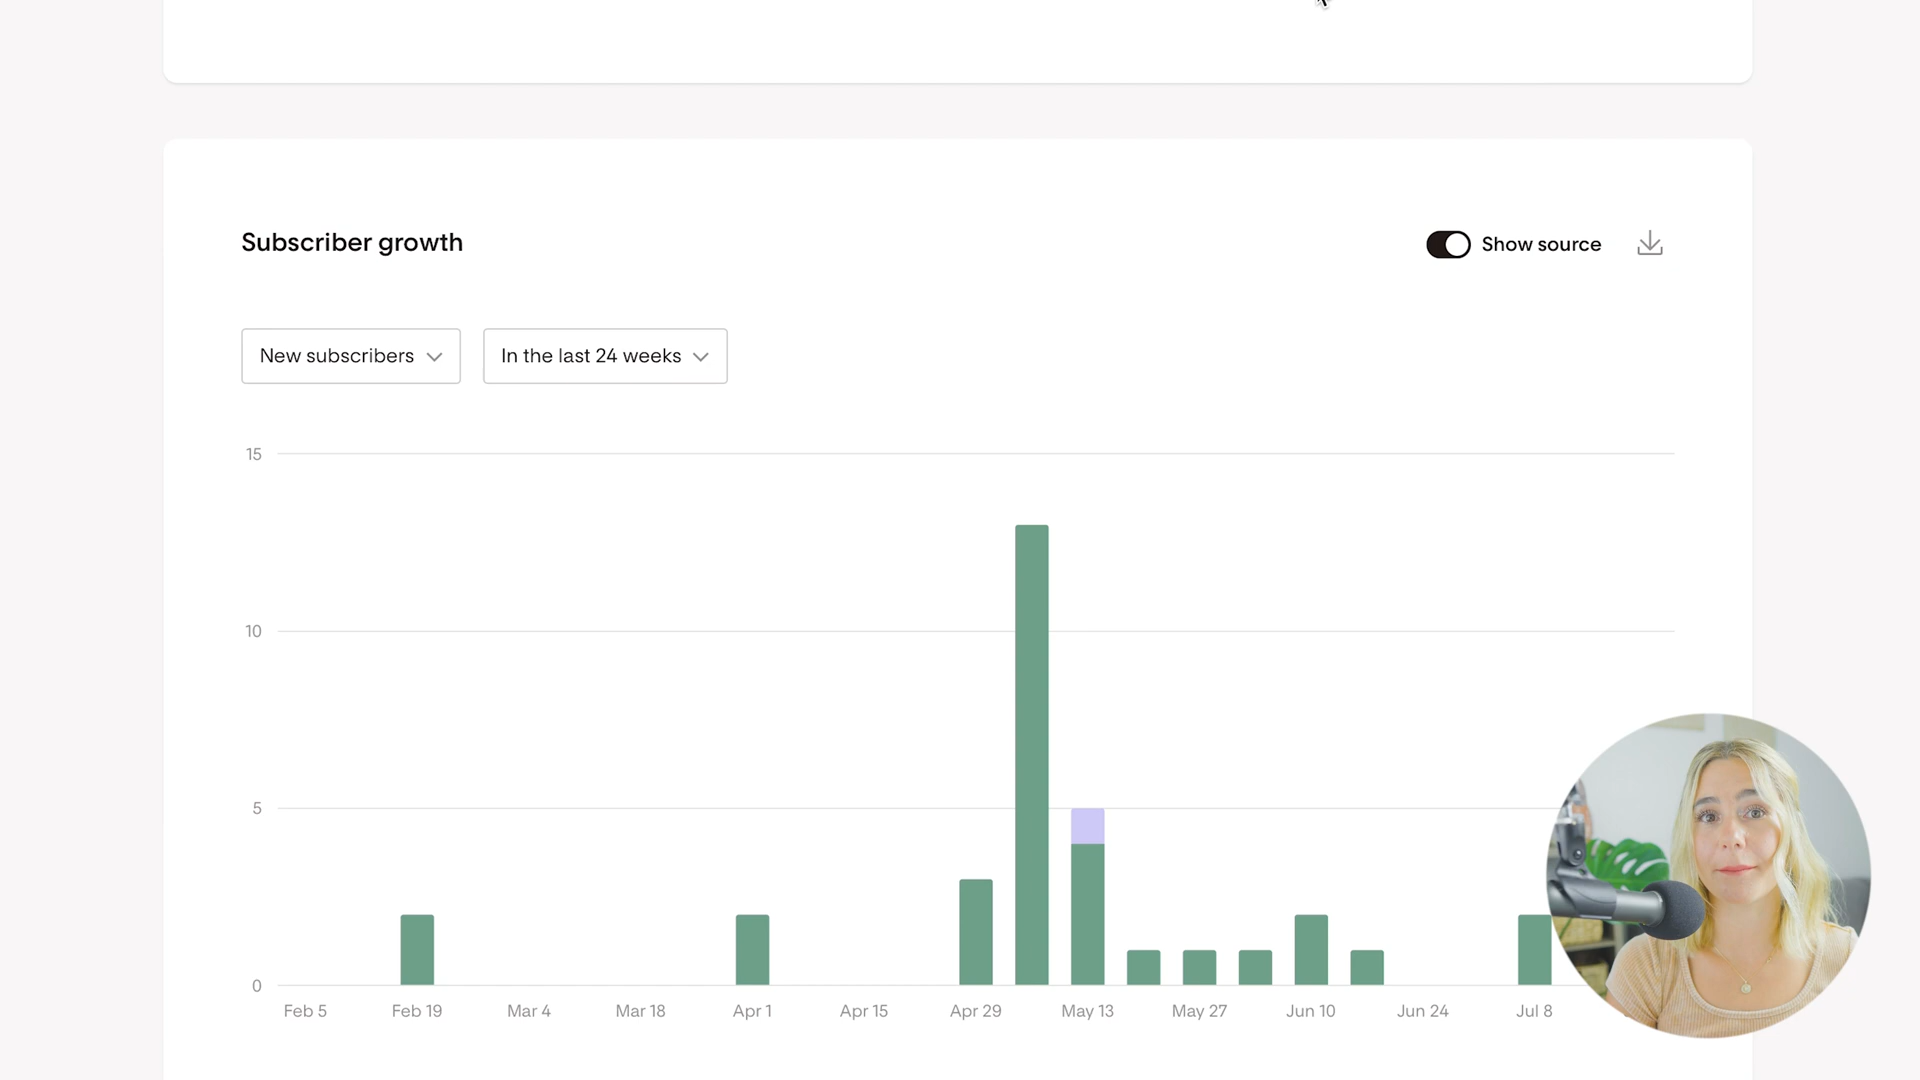 Subscriber growth
Show source
New subscribers
In the last 24 weeks
15
10
5
0
Feb 5
Feb 19
Mar 4
Mar 18
Apr 1
Apr 15
Apr 29
May 13
May 27
Jun 10
Jun 24
Jul 8